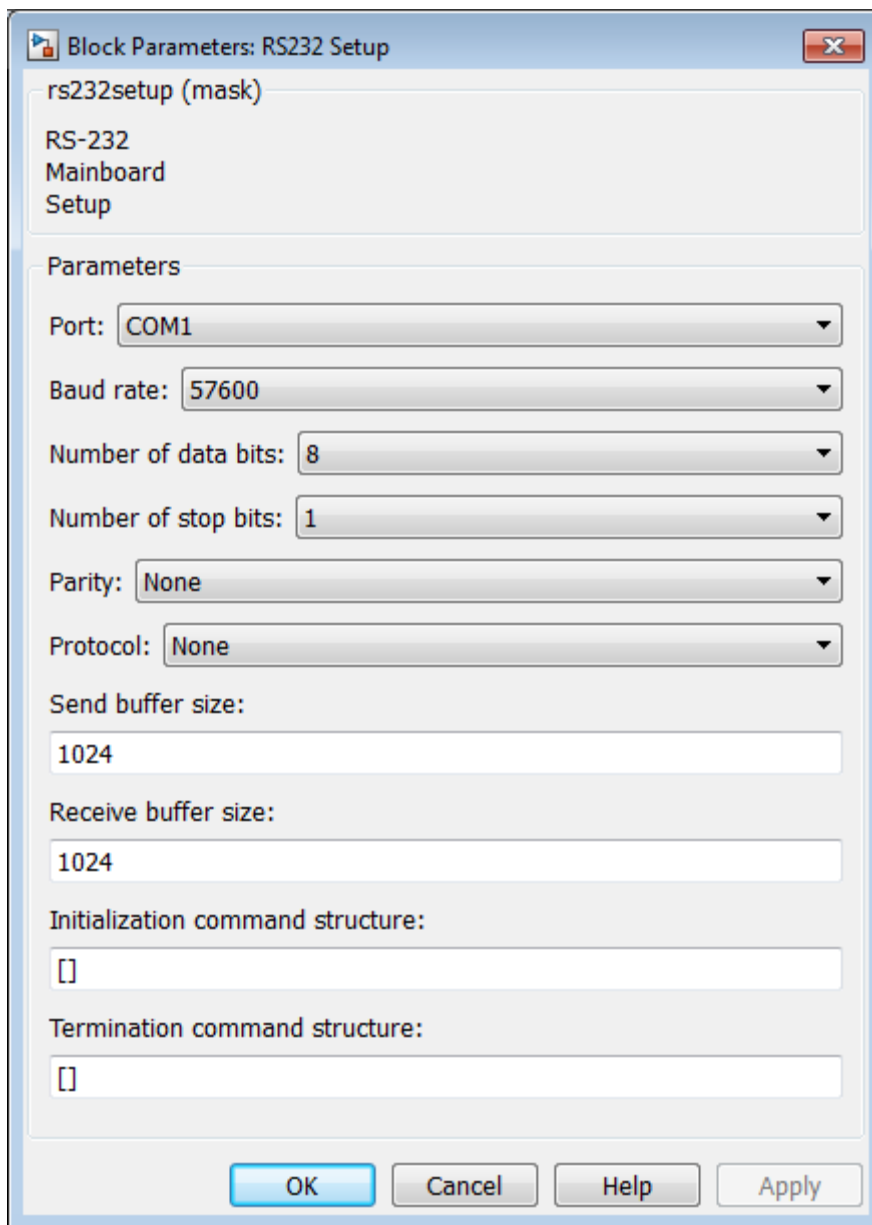 Block Parameters: RS232 Setup
rs232setup (mask)
RS-232
Mainboard
Setup
Parameters
Port: COM1
Baud rate: 57600
Number of data bits: 8
Number of stop bits: 1
Parity: None
Protocol: None
Send buffer size:
1024
Receive buffer size:
1024
Initialization command structure:
[]
Termination command structure:
[]
OK Cancel Help Apply